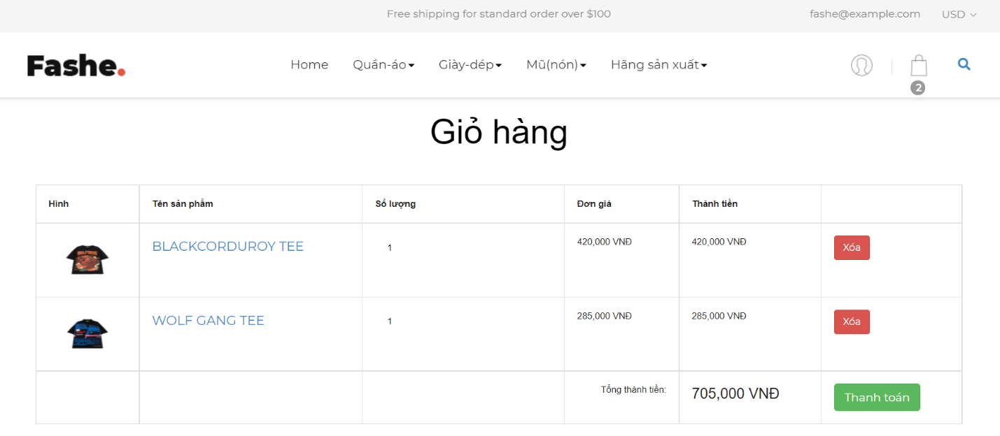 Free shipping for standard order over $100
fashe@example.com
USD
Fashe.
Home
Quần-áo
Giày-dép
Mũ(nón)
Hãng sản xuất
2
Giỏ hàng
Hình
Tên sản phẩm
Số lượng
Đơn giá
Thành tiền
BLACKCORDUROY TEE
1
420,000 VNĐ
420,000 VNĐ
Xóa
WOLF GANG TEE
1
285,000 VNĐ
285,000 VNĐ
Xóa
Tổng thành tiền:
705,000 VNĐ
Thanh toán